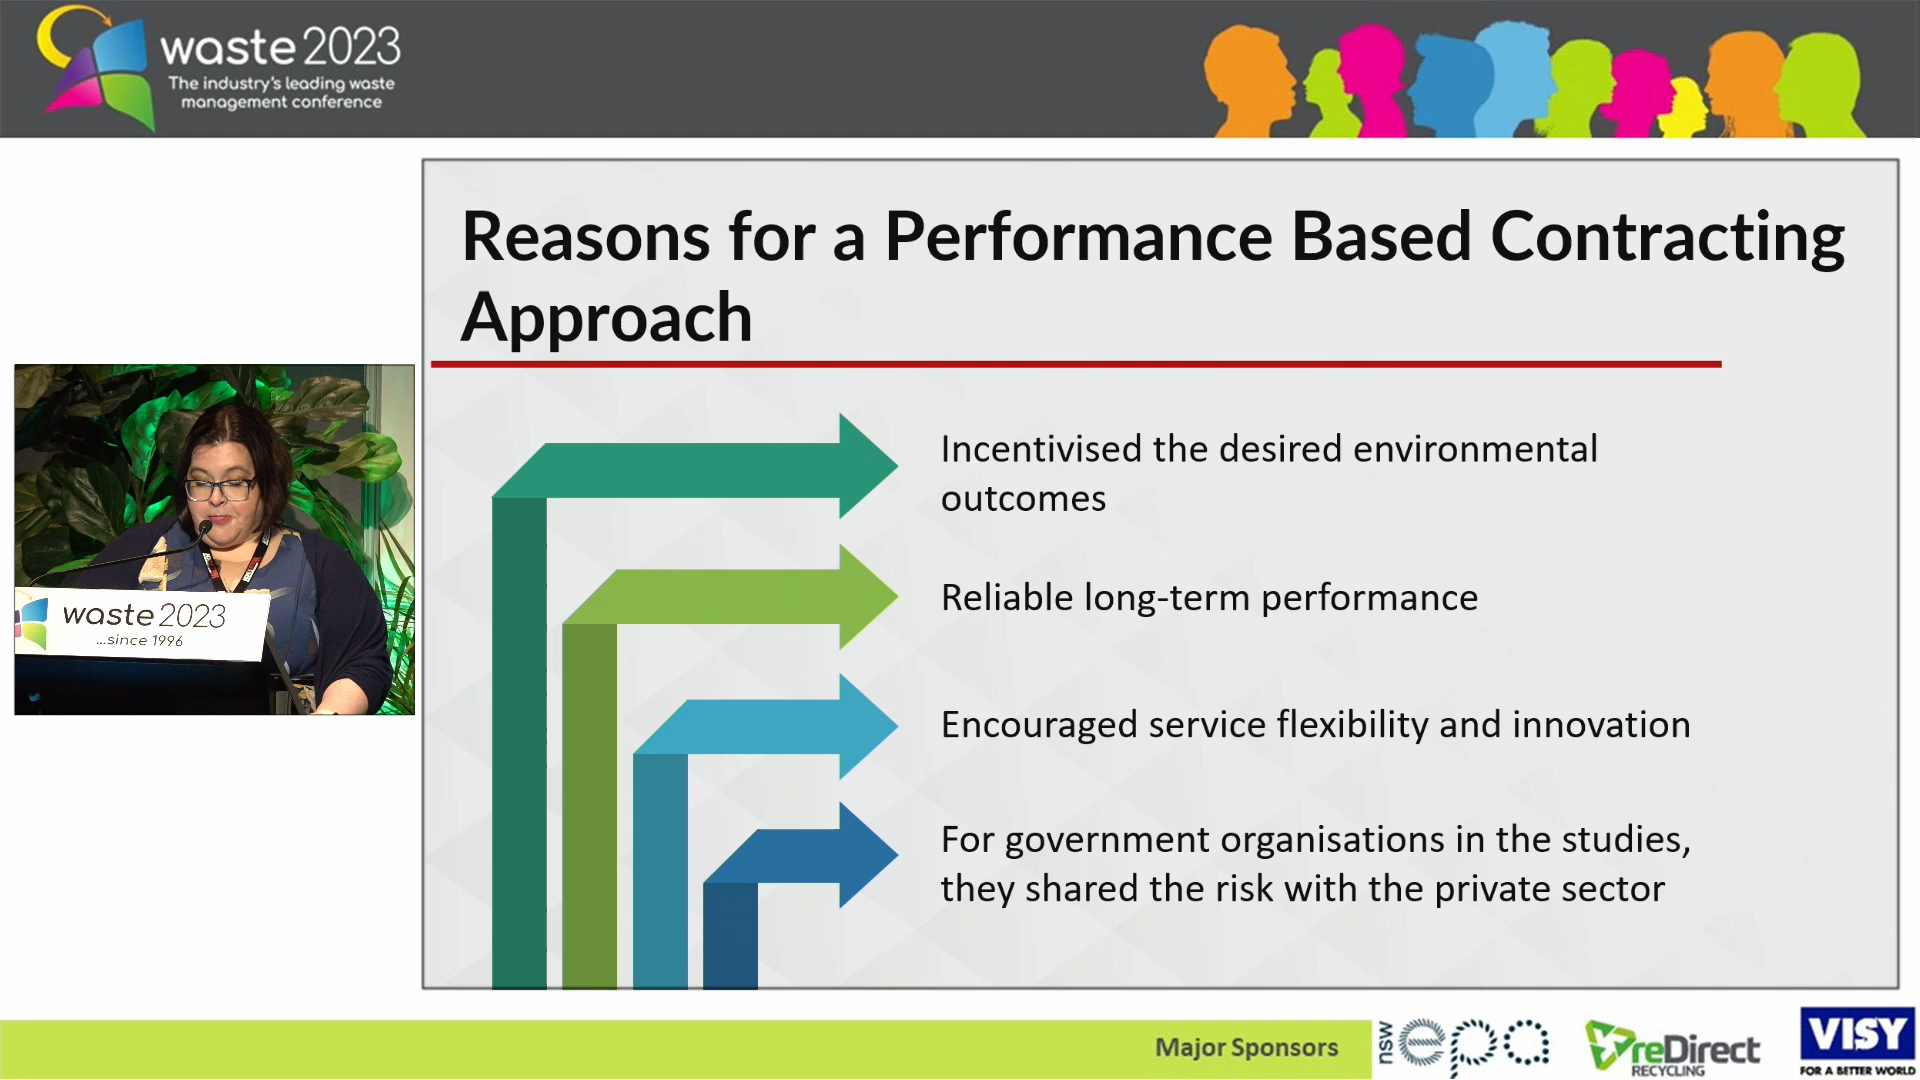 waste 2023
The industry's leading waste
management conference
Reasons for a Performance Based Contracting
Approach
Incentivised the desired environmental
outcomes
Reliable long-term performance
Encouraged service flexibility and innovation
For government organisations in the studies,
they shared the risk with the private sector
waste 2023
...since 1996
Major Sponsors
nsw
epa
reDirect
RECYCLING
VISY
FOR A BETTER WORLD